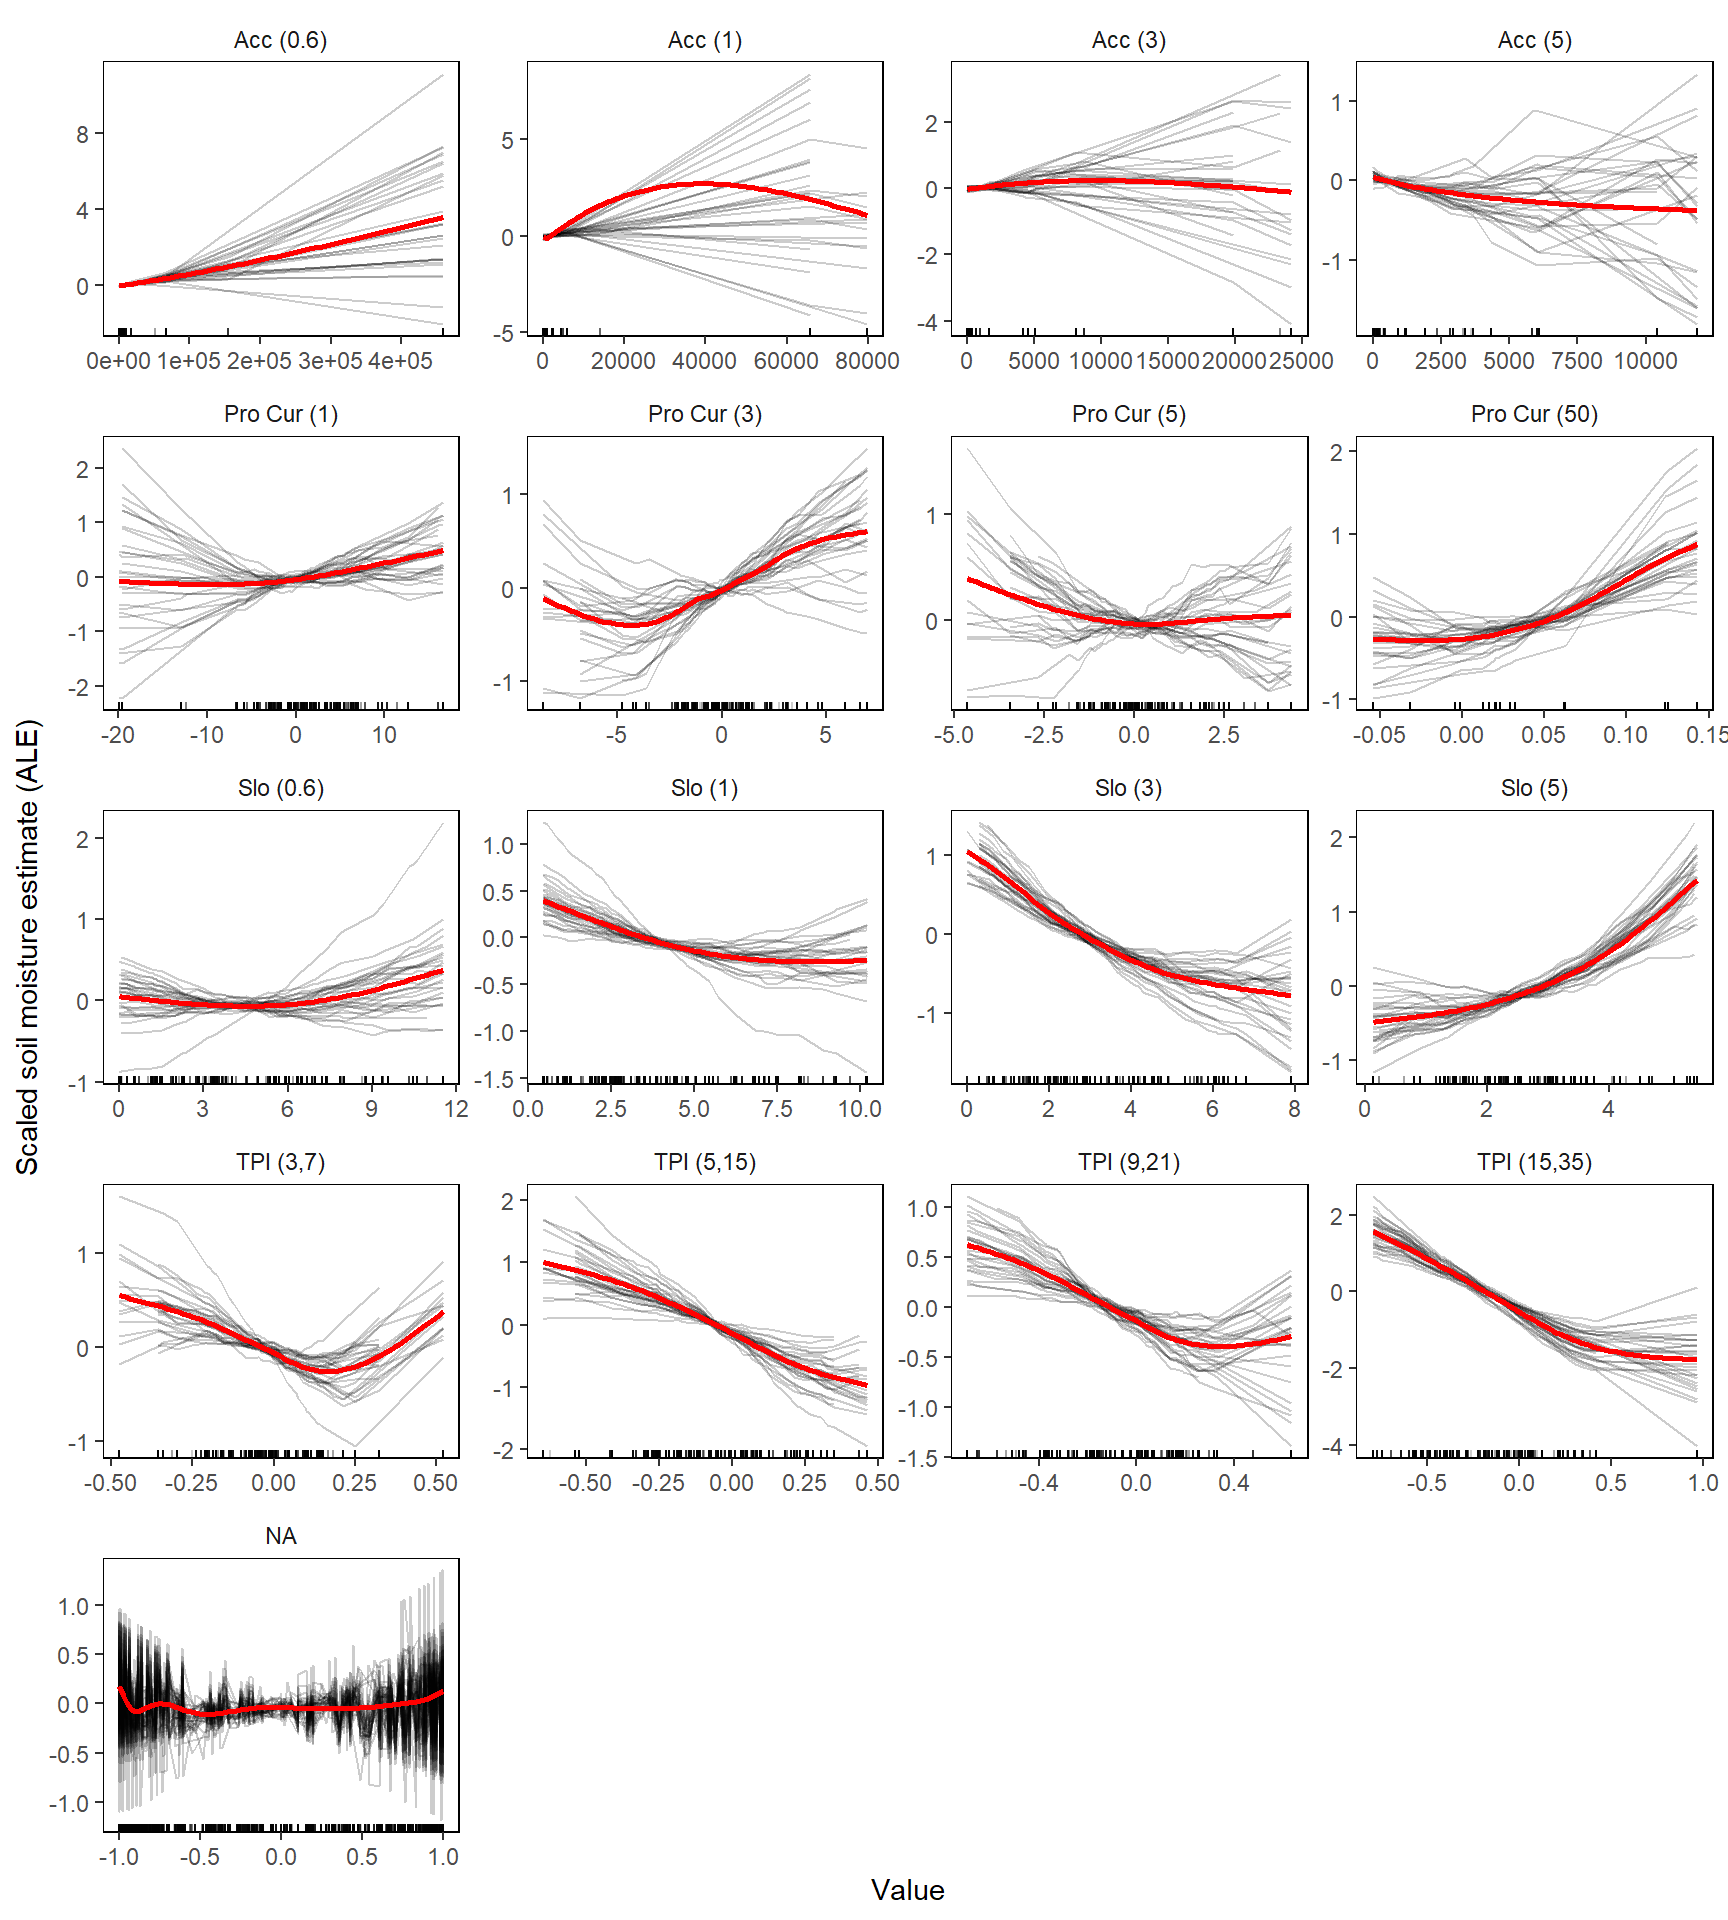 Acc (0.6) Acc (1) Acc (3) Acc (5)
8 4 0
5 0 -5
2 0 -2 -4
1 0 -1
0e+00 1e+05 2e+05 3e+05 4e+05
0 20000 40000 60000 80000
0 5000 10000 15000 20000 25000
0 2500 5000 7500 10000
Pro Cur (1) Pro Cur (3) Pro Cur (5) Pro Cur (50)
2 1 0 -1 -2
1 0 -1
1 0
2 1 0 -1
-20 -10 0 10
-5 0 5
-5.0 -2.5 0.0 2.5
-0.05 0.00 0.05 0.10 0.15
Slo (0.6) Slo (1) Slo (3) Slo (5)
2 1 0 -1
1.0 0.5 0.0 -0.5 -1.0 -1.5
1 0 -1
2 1 0 -1
0 3 6 9 12
0.0 2.5 5.0 7.5 10.0
0 2 4 6 8
0 2 4
TPI (3,7) TPI (5,15) TPI (9,21) TPI (15,35)
1 0 -1
2 1 0 -1 -2
1.0 0.5 0.0 -0.5 -1.0 -1.5
2 0 -2 -4
-0.50 -0.25 0.00 0.25 0.50
-0.50 -0.25 0.00 0.25 0.50
-0.4 0.0 0.4
-0.5 0.0 0.5 1.0
NA
1.0 0.5 0.0 -0.5 -1.0
-1.0 -0.5 0.0 0.5 1.0
Scaled soil moisture estimate (ALE)
Value